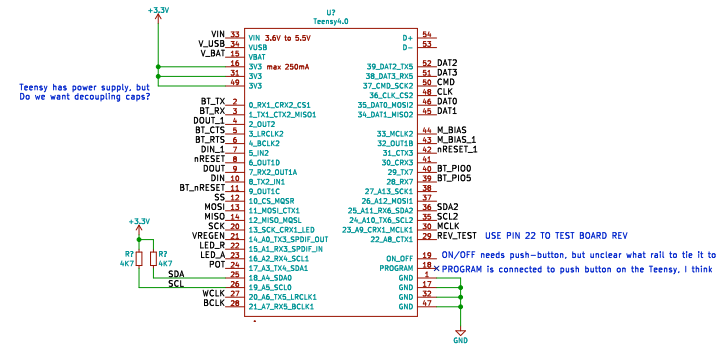 +3.3V
U?
Teensy4.0
VIN 33 VIN 3.6V to 5.5V D+ 54
V_USB 34 VUSB D- 53
V_BAT 15 VBAT
16 3V3 max 250mA 39_DAT2_TX5 52 DAT2
31 3V3 38_DAT3_RX5 51 DAT3
49 3V3 37_CMD_SCK2 50 CMD
Teensy has power supply, but
Do we want decoupling caps?
36_CLK_CS2 48 CLK
BT_TX 2 0_RX1_CRX2_CS1 35_DAT0_MOSI2 46 DAT0
BT_RX 3 1_TX1_CTX2_MISO1 34_DAT1_MISO2 45 DAT1
DOUT_1 4 2_OUT2
BT_CTS 5 3_LRCLK2 33_MCLK2 44 M_BIAS
BT_RTS 6 4_BCLK2 32_OUT1B 43 M_BIAS_1
DIN_1 7 5_IN2 31_CTX3 42 nRESET_1
nRESET 8 6_OUT1D 30_CRX3 41
DOUT 9 7_RX2_OUT1A 29_TX7 40 BT_PIO0
DIN 10 8_TX2_IN1 28_RX7 39 BT_PIO5
BT_nRESET 11 9_OUT1C 27_A13_SCK1 38
SS 12 10_CS_MQSR 26_A12_MOSI1 37
MOSI 13 11_MOSI_CTX1 25_A11_RX6_SDA2 36 SDA2
MISO 14 12_MISO_MQSL 24_A10_TX6_SCL2 35 SCL2
SCK 20 13_SCK_CRX1_LED 23_A9_CRX1_MCLK1 30 MCLK
VREGEN 21 14_A0_TX3_SPDIF_OUT 22_A8_CTX1 29 REV_TEST USE PIN 22 TO TEST BOARD REV
LED_R 22 15_A1_RX3_SPDIF_IN
LED_A 23 16_A2_RX4_SCL1 ON_OFF 19 ON/OFF needs push-button, but unclear what rail to tie it to
POT 24 17_A3_TX4_SDA1 PROGRAM 18 PROGRAM is connected to push button on the Teensy, I think
SDA 25 18_A4_SDA0 GND 1
SCL 26 19_A5_SCL0 GND 17
WCLK 27 20_A6_TX5_LRCLK1 GND 32
BCLK 28 21_A7_RX5_BCLK1 GND 47
+3.3V
R? R?
4K7 4K7
GND